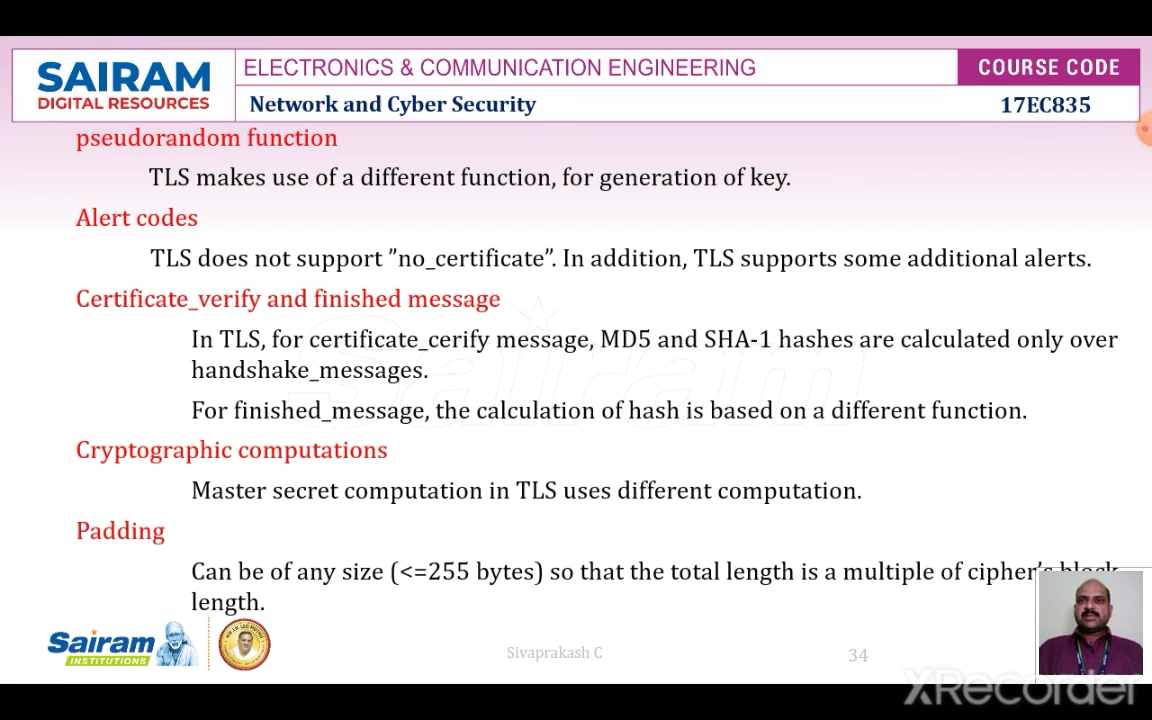 SAIRAM
DIGITAL RESOURCES
ELECTRONICS & COMMUNICATION ENGINEERING
COURSE CODE
Network and Cyber Security
17EC835
pseudorandom function
TLS makes use of a different function, for generation of key.
Alert codes
TLS does not support ”no_certificate”. In addition, TLS supports some additional alerts.
Certificate_verify and finished message
In TLS, for certificate_cerify message, MD5 and SHA-1 hashes are calculated only over
handshake_messages.
For finished_message, the calculation of hash is based on a different function.
Cryptographic computations
Master secret computation in TLS uses different computation.
Padding
Can be of any size (<=255 bytes) so that the total length is a multiple of cipher’s block
length.
Sairam
Sairam
INSTITUTIONS
Sivaprakash C
34
XRecorder